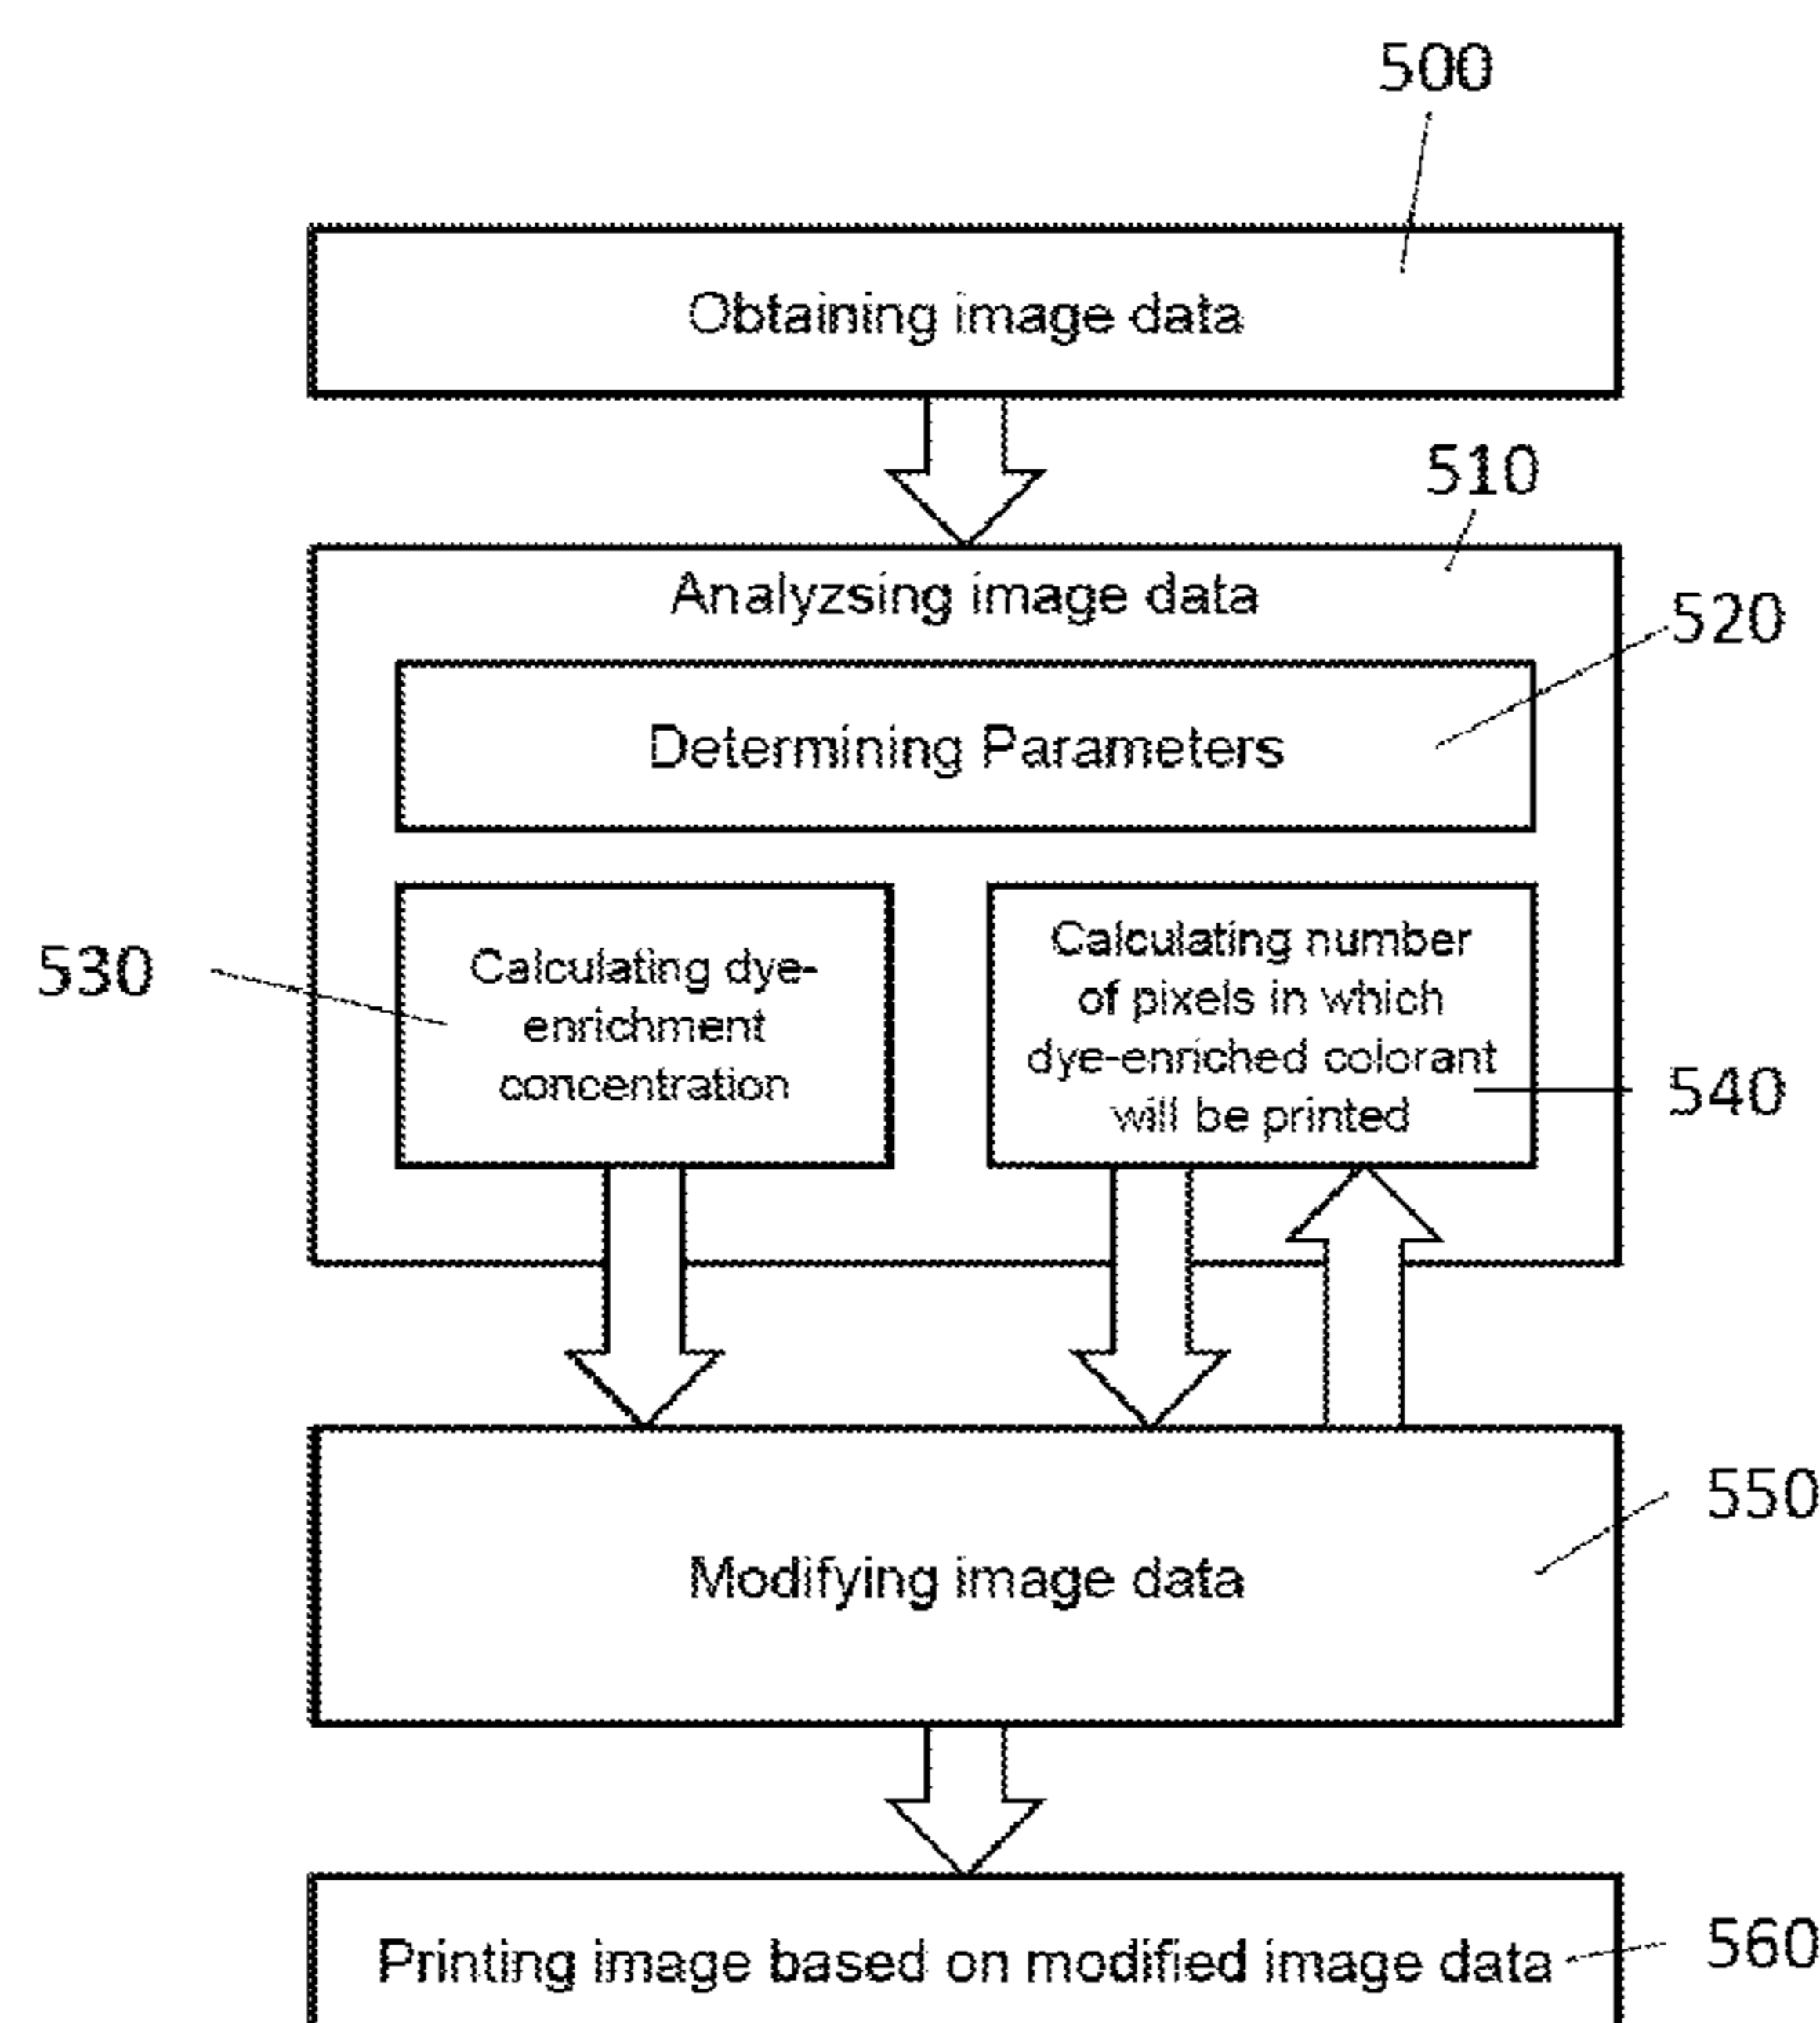 500
Obtaining image data
510
Analyzsing image data
520
Determining Parameters
530
Calculating dye-
enrichment
concentration
Calculating number
of pixels in which
dye-enriched colorant
will be printed
540
550
Modifying image data
Printing image based on modified image data
560